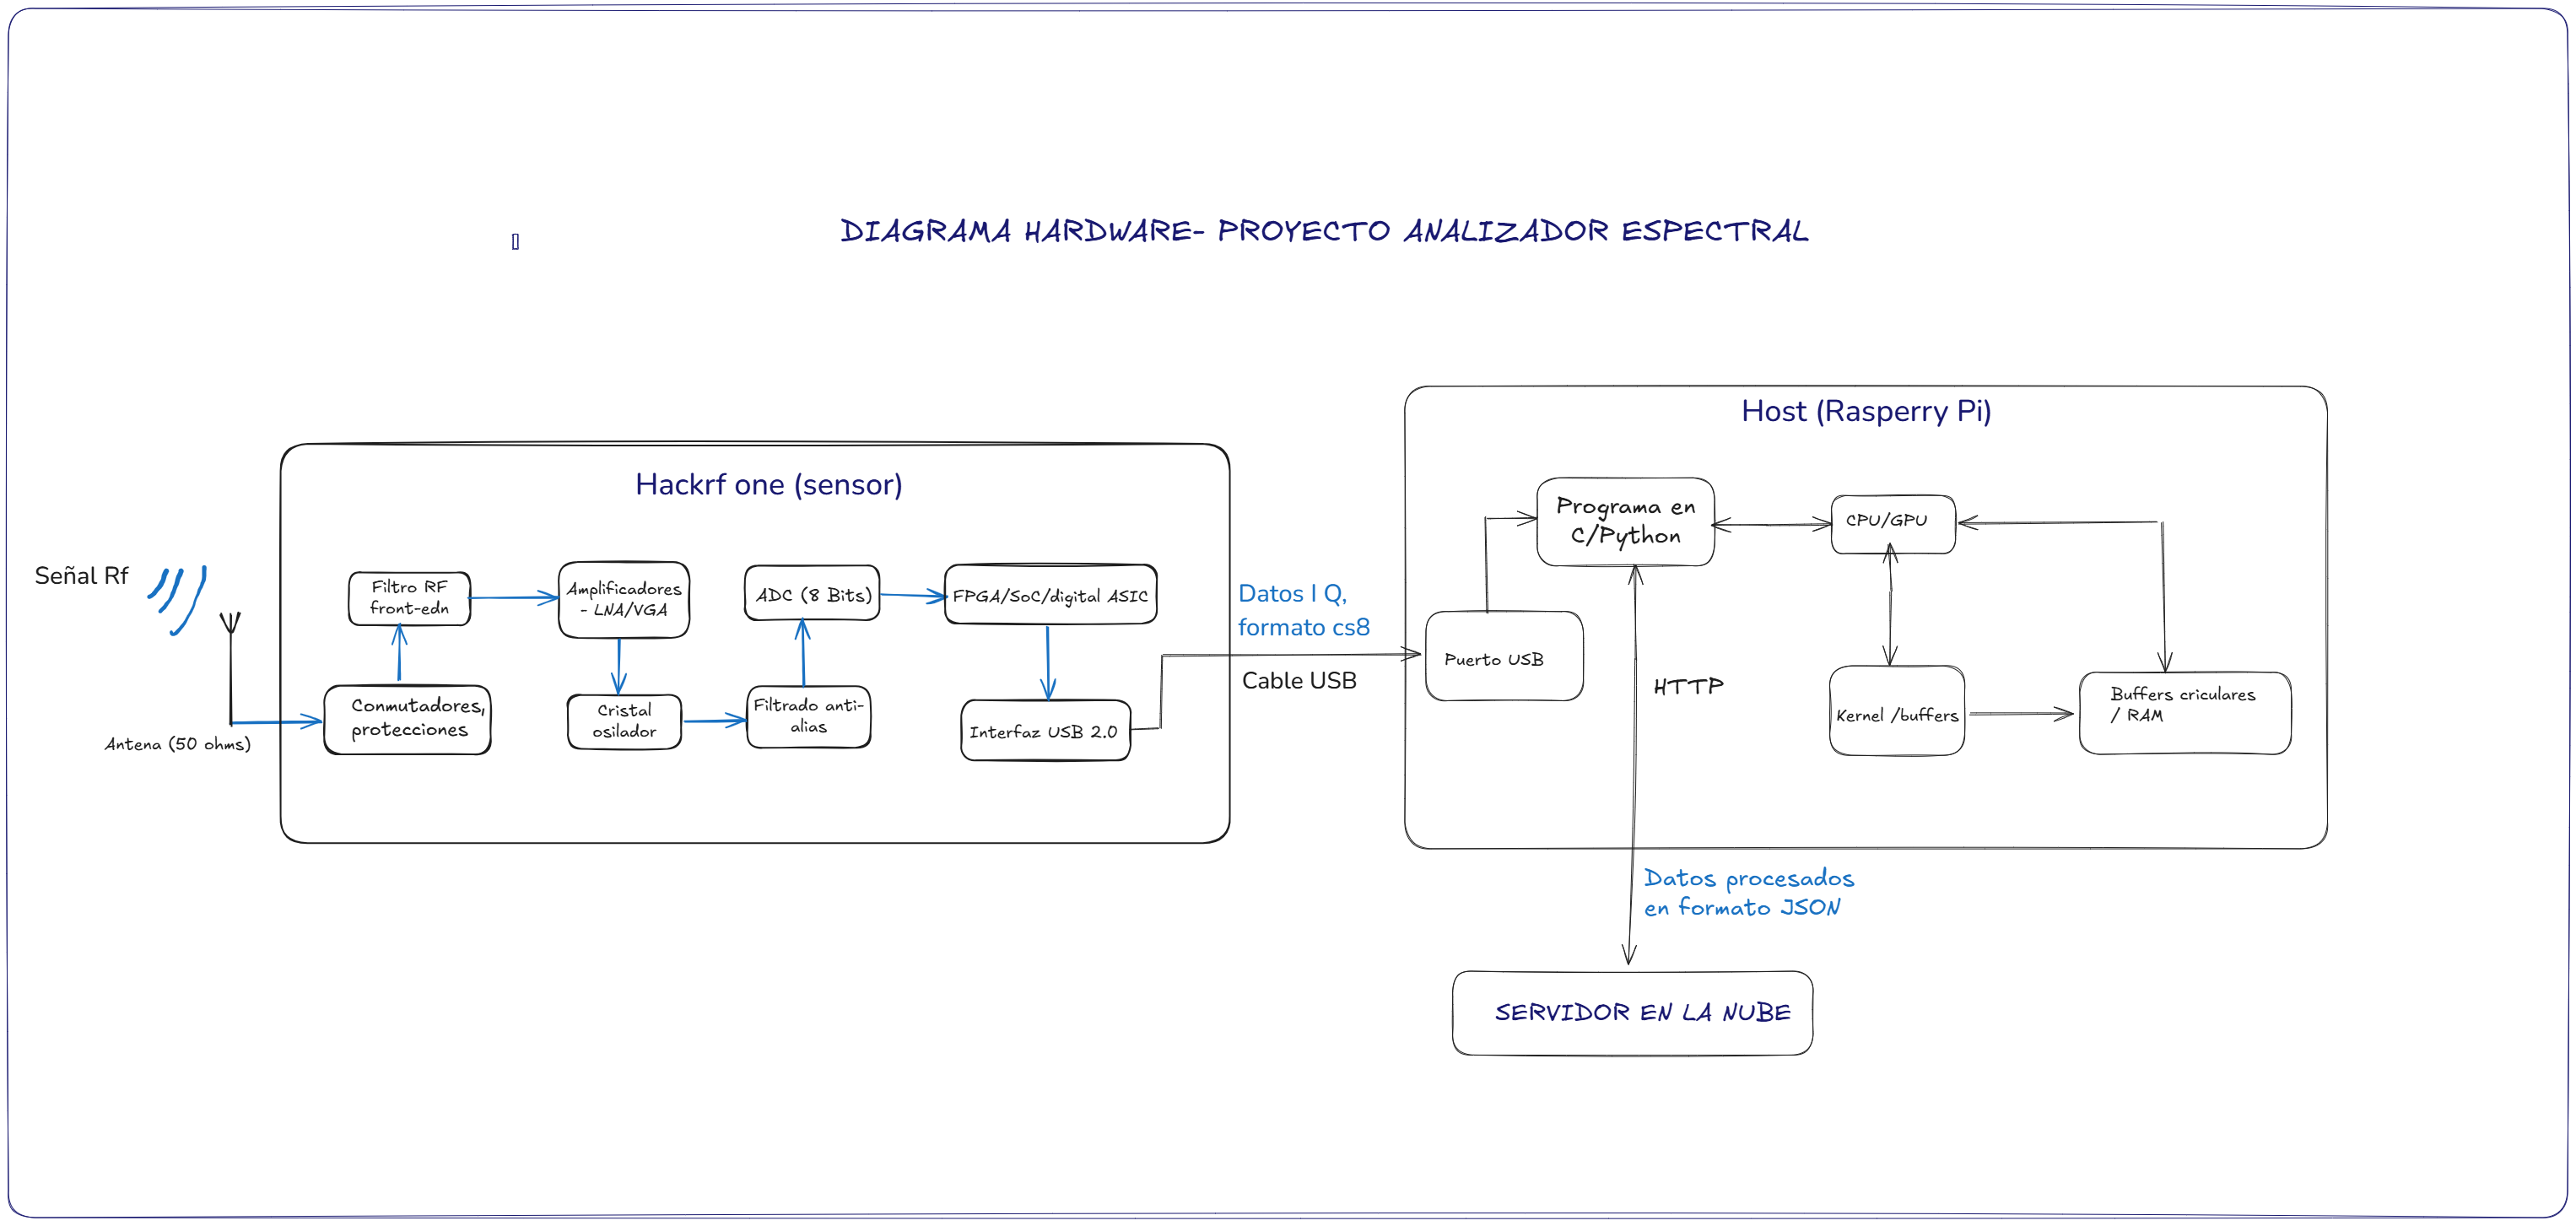 DIAGRAMA HARDWARE- PROYECTO ANALIZADOR ESPECTRAL
Señal Rf
Antena (50 ohms)
Hackrf one (sensor)
Conmutadores,
protecciones
Filtro RF
front-edn
Amplificadores
- LNA/VGA
Cristal
osilador
Filtrado anti-
alias
ADC (8 Bits)
FPGA/SoC/digital ASIC
Interfaz USB 2.0
Datos I Q,
formato cs8
Cable USB
Host (Rasperry Pi)
Puerto USB
Programa en
C/Python
CPU/GPU
Kernel /buffers
Buffers criculares
/ RAM
HTTP
Datos procesados
en formato JSON
SERVIDOR EN LA NUBE